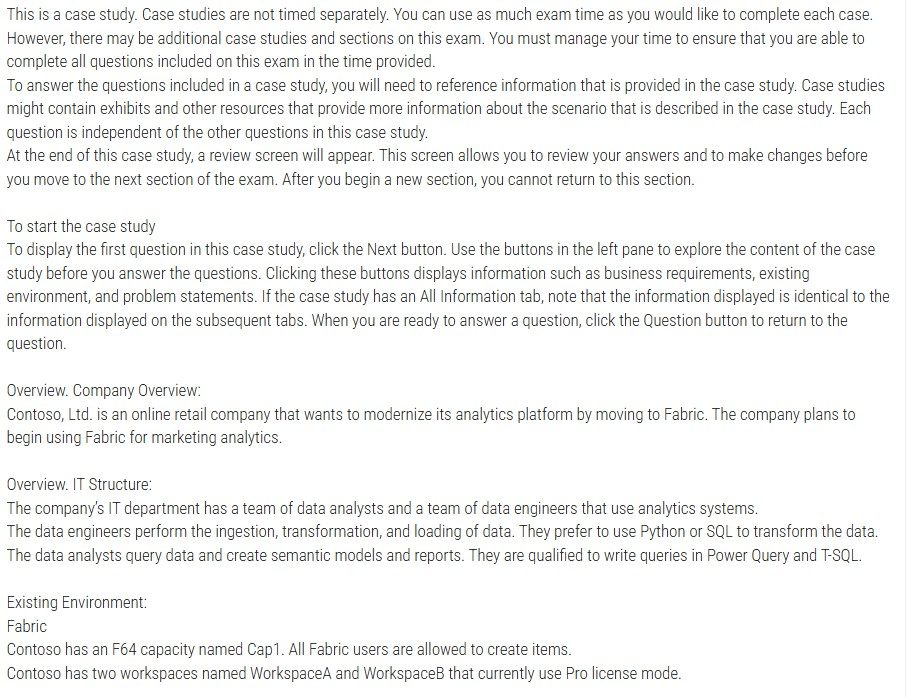 This is a case study. Case studies are not timed separately. You can use as much exam time as you would like to complete each case.
However, there may be additional case studies and sections on this exam. You must manage your time to ensure that you are able to
complete all questions included on this exam in the time provided.
To answer the questions included in a case study, you will need to reference information that is provided in the case study. Case studies
might contain exhibits and other resources that provide more information about the scenario that is described in the case study. Each
question is independent of the other questions in this case study.
At the end of this case study, a review screen will appear. This screen allows you to review your answers and to make changes before
you move to the next section of the exam. After you begin a new section, you cannot return to this section.
To start the case study
To display the first question in this case study, click the Next button. Use the buttons in the left pane to explore the content of the case
study before you answer the questions. Clicking these buttons displays information such as business requirements, existing
environment, and problem statements. If the case study has an All Information tab, note that the information displayed is identical to the
information displayed on the subsequent tabs. When you are ready to answer a question, click the Question button to return to the
question.
Overview. Company Overview:
Contoso, Ltd. is an online retail company that wants to modernize its analytics platform by moving to Fabric. The company plans to
begin using Fabric for marketing analytics.
Overview. IT Structure:
The company's IT department has a team of data analysts and a team of data engineers that use analytics systems.
The data engineers perform the ingestion, transformation, and loading of data. They prefer to use Python or SQL to transform the data.
The data analysts query data and create semantic models and reports. They are qualified to write queries in Power Query and T-SQL.
Existing Environment:
Fabric
Contoso has an F64 capacity named Cap1. All Fabric users are allowed to create items.
Contoso has two workspaces named WorkspaceA and WorkspaceB that currently use Pro license mode.